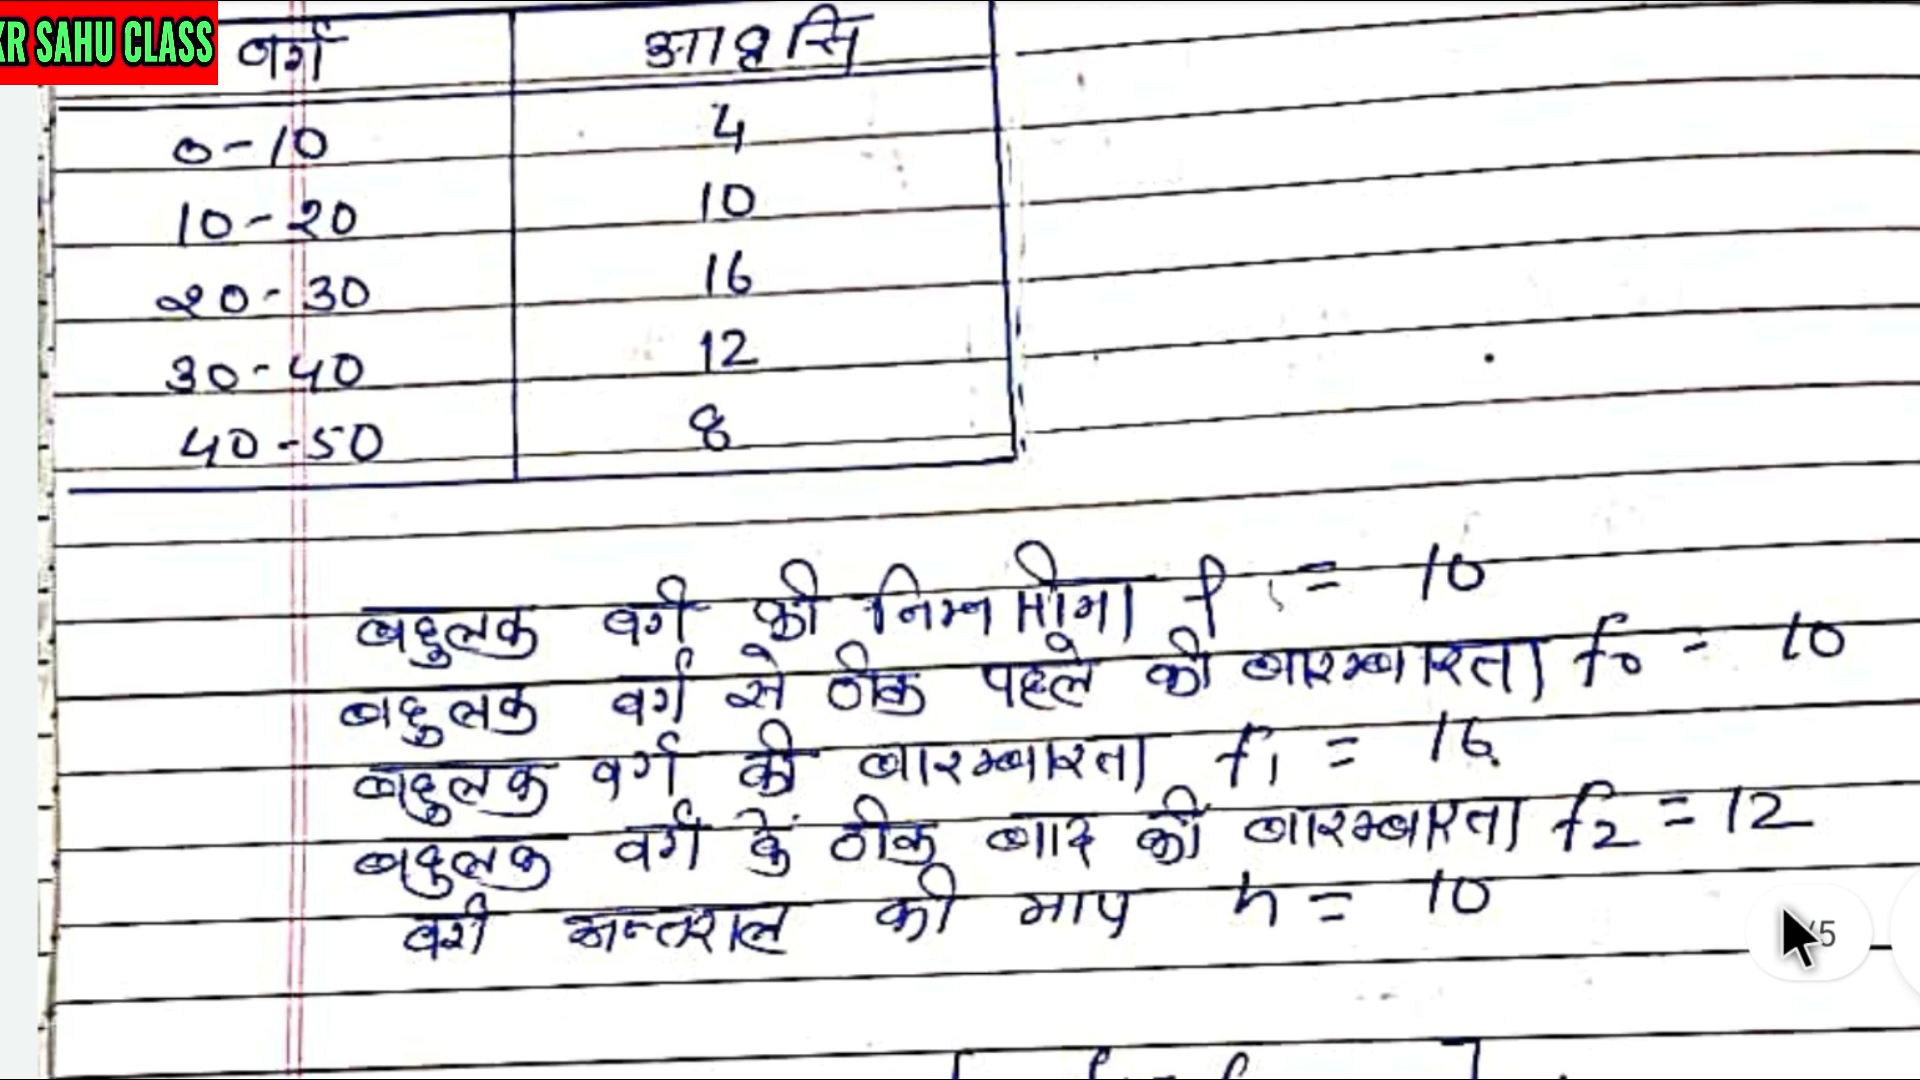 KR SAHU CLASS
वर्ग आवृत्ति
0-10 4
10-20 10
20-30 16
30-40 12
40-50 8
बहुलक वर्ग की निम्न सीमा l = 10
बहुलक वर्ग से ठीक पहले की बारम्बारता f₀ = 10
बहुलक वर्ग की बारम्बारता f₁ = 16
बहुलक वर्ग के ठीक बाद की बारम्बारता f₂ = 12
वर्ग अन्तराल की माप h = 10
/5